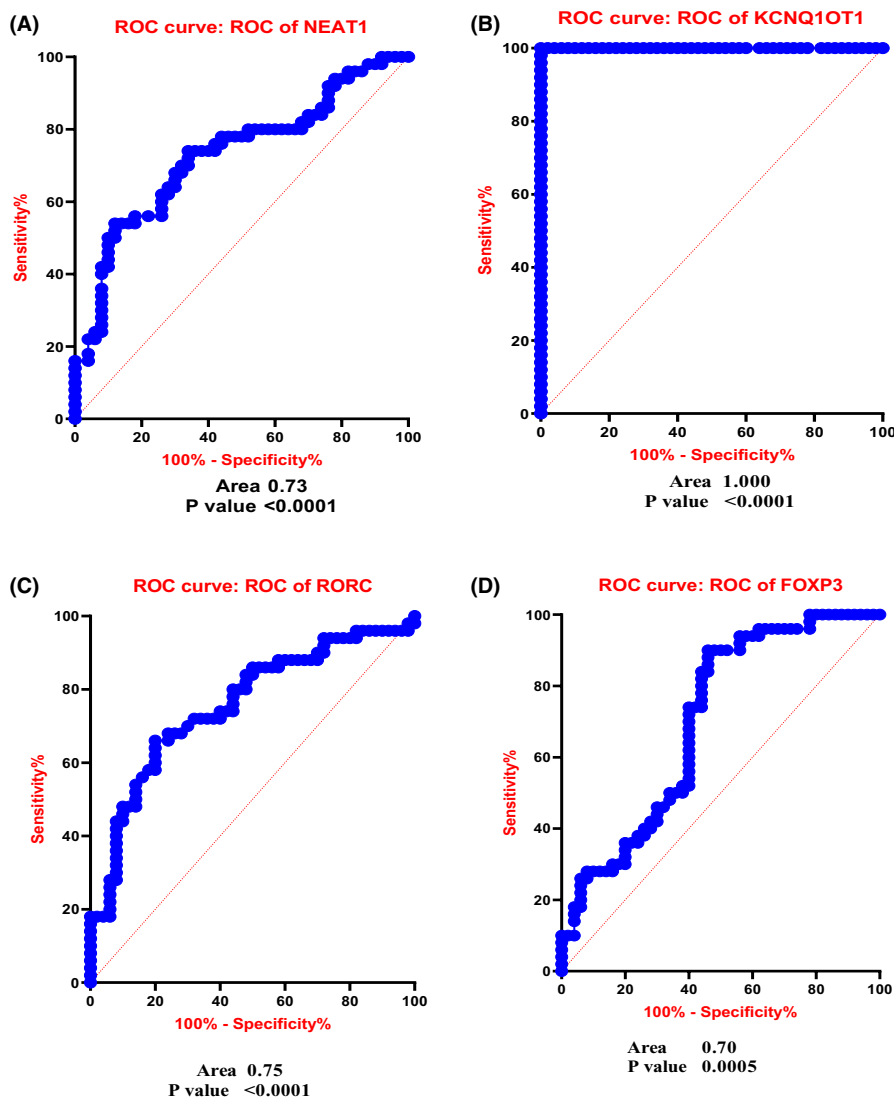 (A)
ROC curve: ROC of NEAT1
100
80
60
40
20
0
Sensitivity%
0 20 40 60 80 100
100% - Specificity%
Area 0.73
P value <0.0001
(B)
ROC curve: ROC of KCNQ1OT1
100
80
60
40
20
0
Sensitivity%
0 20 40 60 80 100
100% - Specificity%
Area 1.000
P value <0.0001
(C)
ROC curve: ROC of RORC
100
80
60
40
20
0
Sensitivity%
0 20 40 60 80 100
100% - Specificity%
Area 0.75
P value <0.0001
(D)
ROC curve: ROC of FOXP3
100
80
60
40
20
0
Sensitivity%
0 20 40 60 80 100
100% - Specificity%
Area 0.70
P value 0.0005